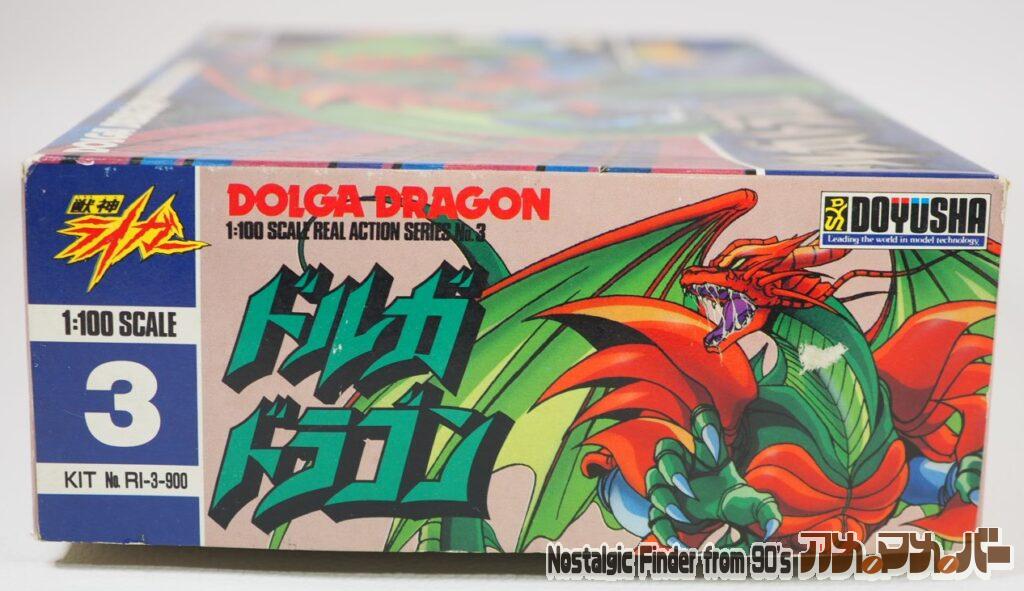 DOLGA DRAGON
獣神
ライガー
1:100 SCALE
3
KIT No. RI-3-900
DOLGA DRAGON
1:100 SCALE REAL ACTION SERIES No.3
ドルガ
ドラゴン
DOYUSHA
Leading the world in model technology.
Nostalgic Finder from 90's